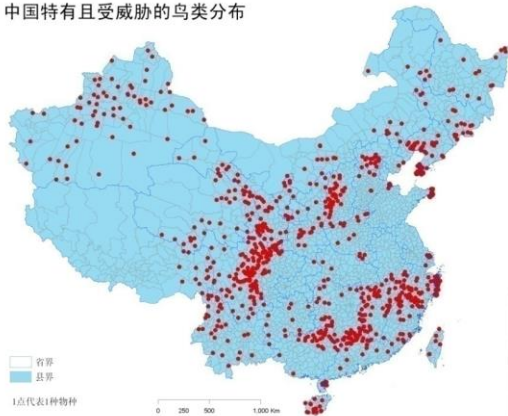 中国特有且受威胁的鸟类分布
省界
县界
1点代表1种物种
0 250 500 1,000 Km